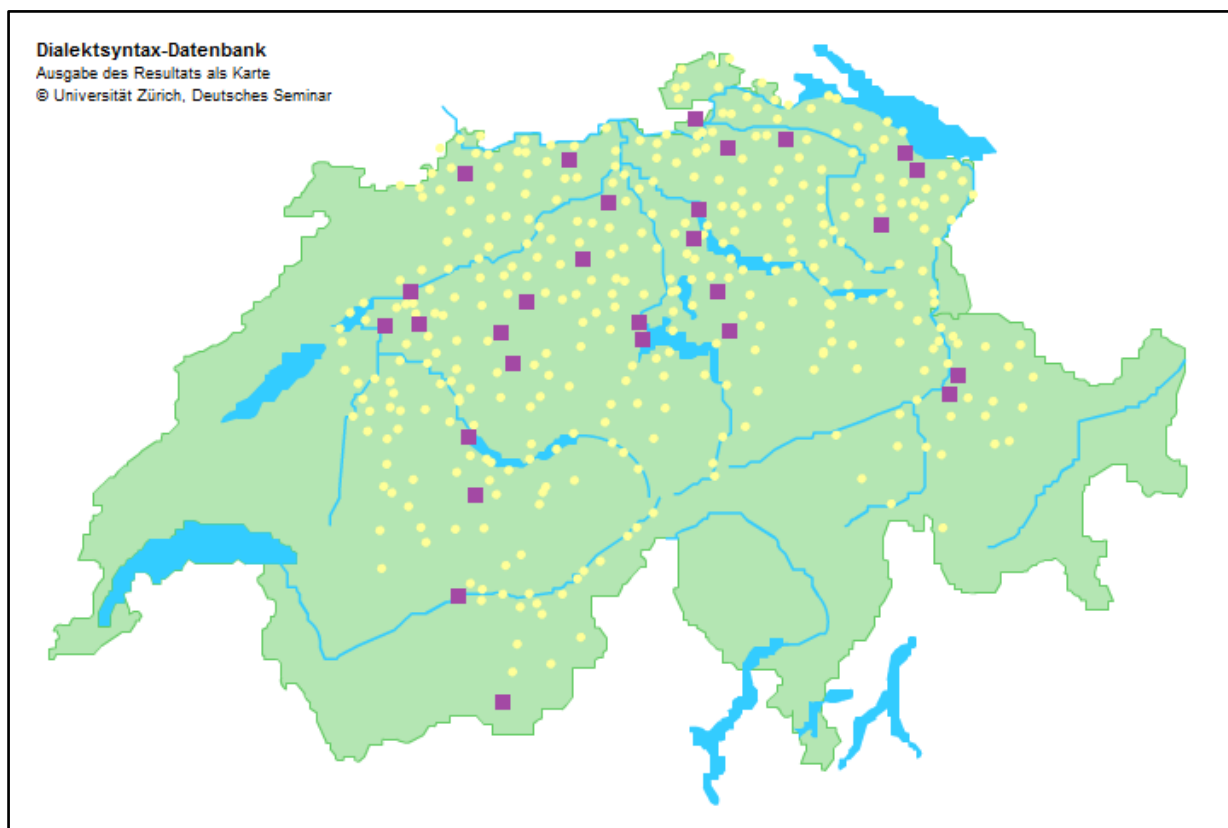 Dialektsyntax-Datenbank
Ausgabe des Resultats als Karte
© Universität Zürich, Deutsches Seminar